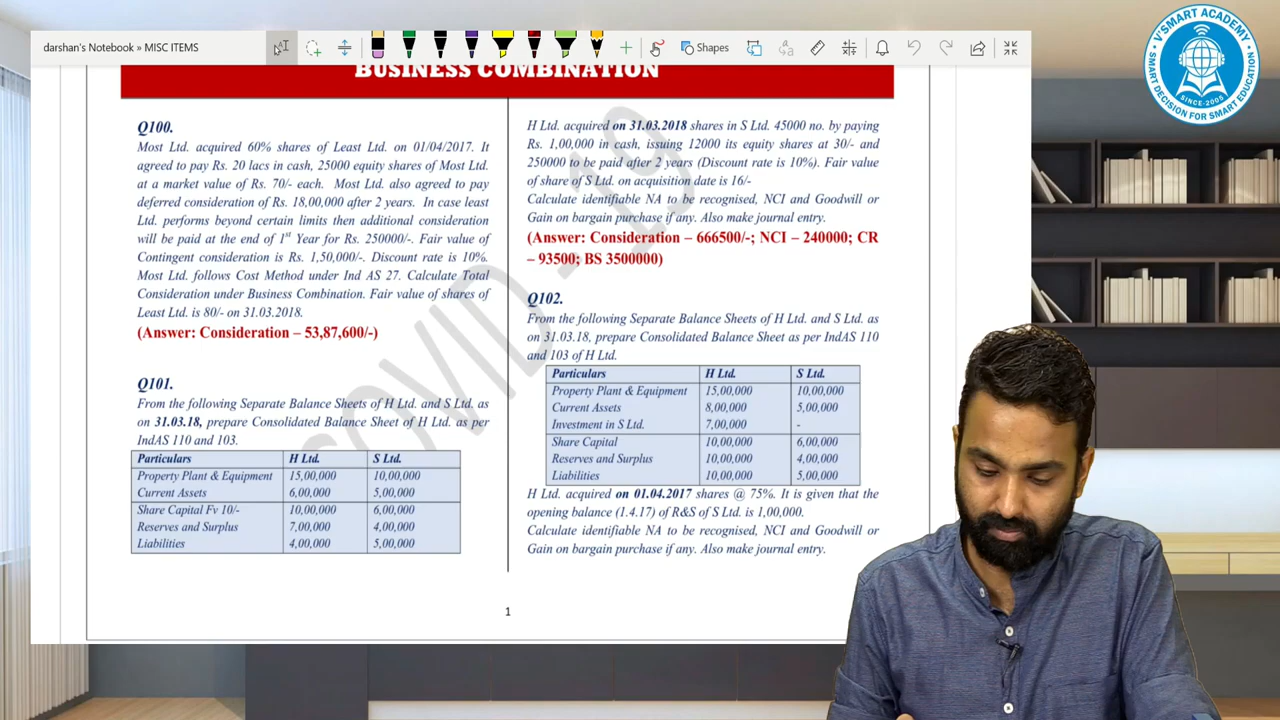 darshan's Notebook » MISC ITEMS
Shapes
BUSINESS COMBINATION
Q100.
Most Ltd. acquired 60% shares of Least Ltd. on 01/04/2017. It
agreed to pay Rs. 20 lacs in cash, 25000 equity shares of Most Ltd.
at a market value of Rs. 70/- each. Most Ltd. also agreed to pay
deferred consideration of Rs. 18,00,000 after 2 years. In case least
Ltd. performs beyond certain limits then additional consideration
will be paid at the end of 1st Year for Rs. 250000/-. Fair value of
Contingent consideration is Rs. 1,50,000/-. Discount rate is 10%.
Most Ltd. follows Cost Method under Ind AS 27. Calculate Total
Consideration under Business Combination. Fair value of shares of
Least Ltd. is 80/- on 31.03.2018.
(Answer: Consideration – 53,87,600/-)
Q101.
From the following Separate Balance Sheets of H Ltd. and S Ltd. as
on 31.03.18, prepare Consolidated Balance Sheet of H Ltd. as per
IndAS 110 and 103.
Particulars H Ltd. S Ltd.
Property Plant & Equipment 15,00,000 10,00,000
Current Assets 6,00,000 5,00,000
Share Capital Fv 10/- 10,00,000 6,00,000
Reserves and Surplus 7,00,000 4,00,000
Liabilities 4,00,000 5,00,000
H Ltd. acquired on 31.03.2018 shares in S Ltd. 45000 no. by paying
Rs. 1,00,000 in cash, issuing 12000 its equity shares at 30/- and
250000 to be paid after 2 years (Discount rate is 10%). Fair value
of share of S Ltd. on acquisition date is 16/-
Calculate identifiable NA to be recognised, NCI and Goodwill or
Gain on bargain purchase if any. Also make journal entry.
(Answer: Consideration – 666500/-; NCI – 240000; CR
– 93500; BS 3500000)
Q102.
From the following Separate Balance Sheets of H Ltd. and S Ltd. as
on 31.03.18, prepare Consolidated Balance Sheet as per IndAS 110
and 103 of H Ltd.
Particulars H Ltd. S Ltd.
Property Plant & Equipment 15,00,000 10,00,000
Current Assets 8,00,000 5,00,000
Investment in S Ltd. 7,00,000 -
Share Capital 10,00,000 6,00,000
Reserves and Surplus 10,00,000 4,00,000
Liabilities 10,00,000 5,00,000
H Ltd. acquired on 01.04.2017 shares @ 75%. It is given that the
opening balance (1.4.17) of R&S of S Ltd. is 1,00,000.
Calculate identifiable NA to be recognised, NCI and Goodwill or
Gain on bargain purchase if any. Also make journal entry.
1
COVID-19
V'SMART ACADEMY
SMART DECISION FOR SMART EDUCATION
SINCE-2005